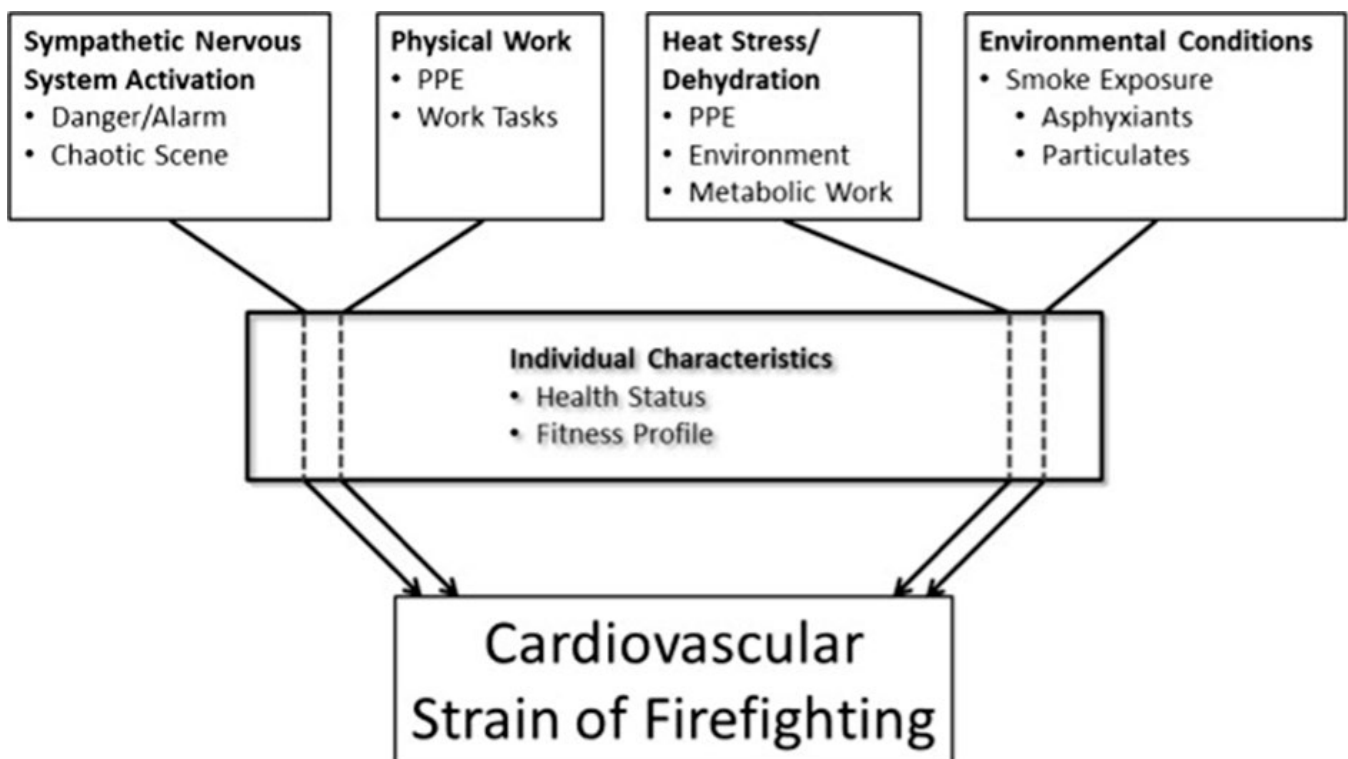 Sympathetic Nervous
System Activation
• Danger/Alarm
• Chaotic Scene
Physical Work
• PPE
• Work Tasks
Heat Stress/
Dehydration
• PPE
• Environment
• Metabolic Work
Environmental Conditions
• Smoke Exposure
• Asphyxiants
• Particulates
Individual Characteristics
• Health Status
• Fitness Profile
Cardiovascular
Strain of Firefighting